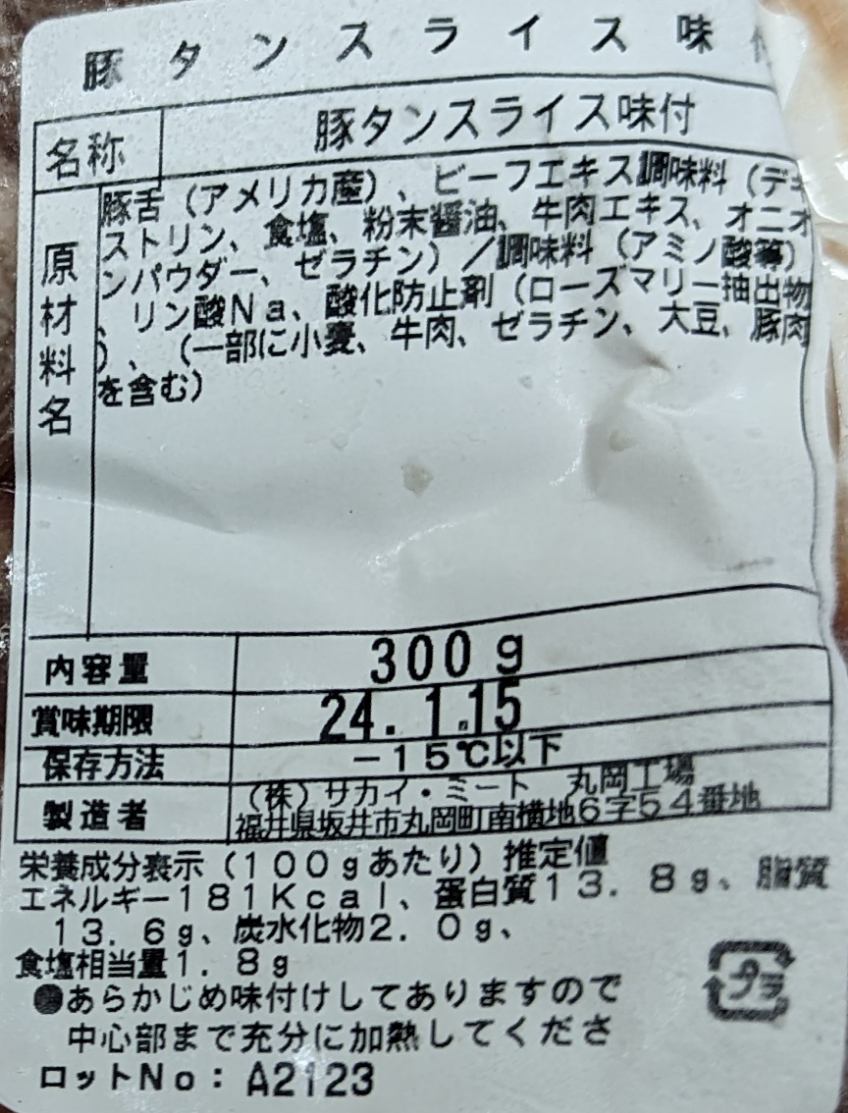 豚タンスライス味
名称 豚タンスライス味付
原材料名
豚舌（アメリカ産）、ビーフエキス調味料（デキ
ストリン、食塩、粉末醤油、牛肉エキス、オニオ
ンパウダー、ゼラチン）／調味料（アミノ酸等）
、リン酸Na、酸化防止剤（ローズマリー抽出物
）、（一部に小麦、牛肉、ゼラチン、大豆、豚肉
を含む）
内容量 300g
賞味期限 24.1.15
保存方法 －15℃以下
製造者 （株）サカイ・ミート 丸岡工場
福井県坂井市丸岡町南横地6字54番地
栄養成分表示（100gあたり）推定値
エネルギー181Kcal、蛋白質13.8g、脂質
13.6g、炭水化物2.0g、
食塩相当量1.8g
●あらかじめ味付けしてありますので
中心部まで充分に加熱してくださ
プラ
ロットNo：A2123